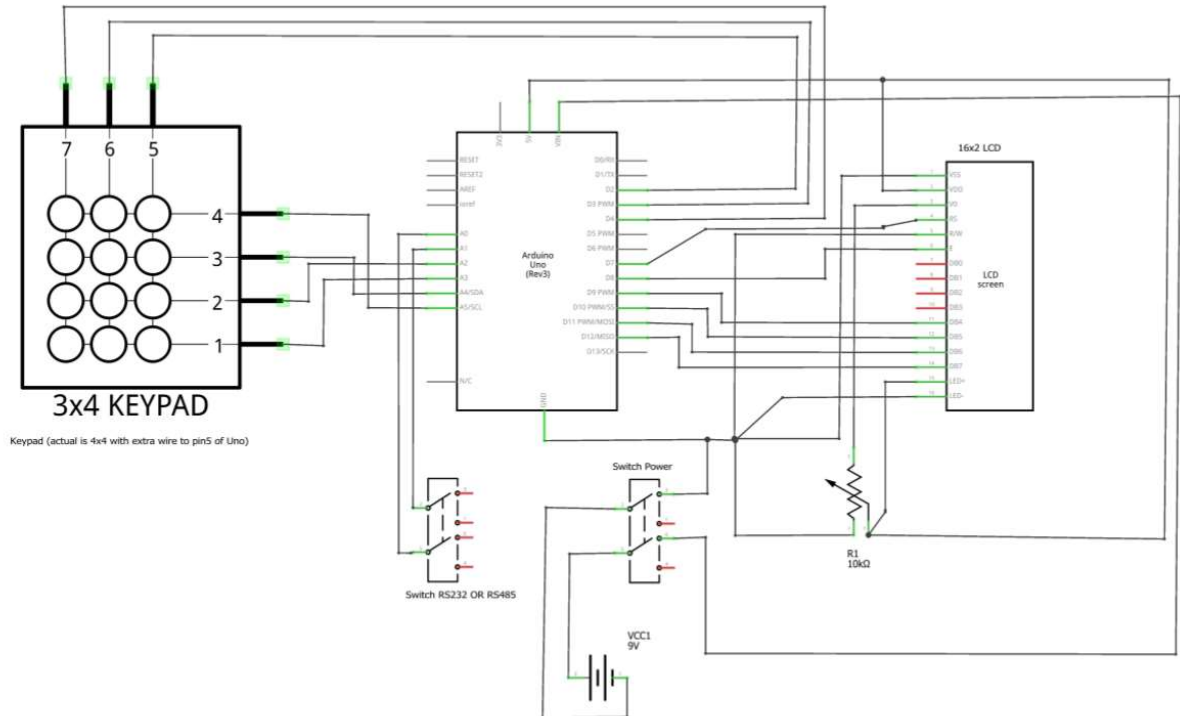 7 6 5
4
3
2
1
3x4 KEYPAD
Keypad (actual is 4x4 with extra wire to pin5 of Uno)
3V3
5V
VIN
RESET
RESET2
AREF
ioref
A0
A1
A2
A3
A4/SDA
A5/SCL
N/C
GND
Arduino
Uno
(Rev3)
D0/RX
D1/TX
D2
D3 PWM
D4
D5 PWM
D6 PWM
D7
D8
D9 PWM
D10 PWM/SS
D11 PWM/MOSI
D12/MISO
D13/SCK
16x2 LCD
VSS
VDD
V0
RS
R/W
E
DB0
DB1
DB2
DB3
DB4
DB5
DB6
DB7
LED+
LED-
LCD
screen
Switch RS232 OR RS485
Switch Power
VCC1
9V
R1
10kΩ